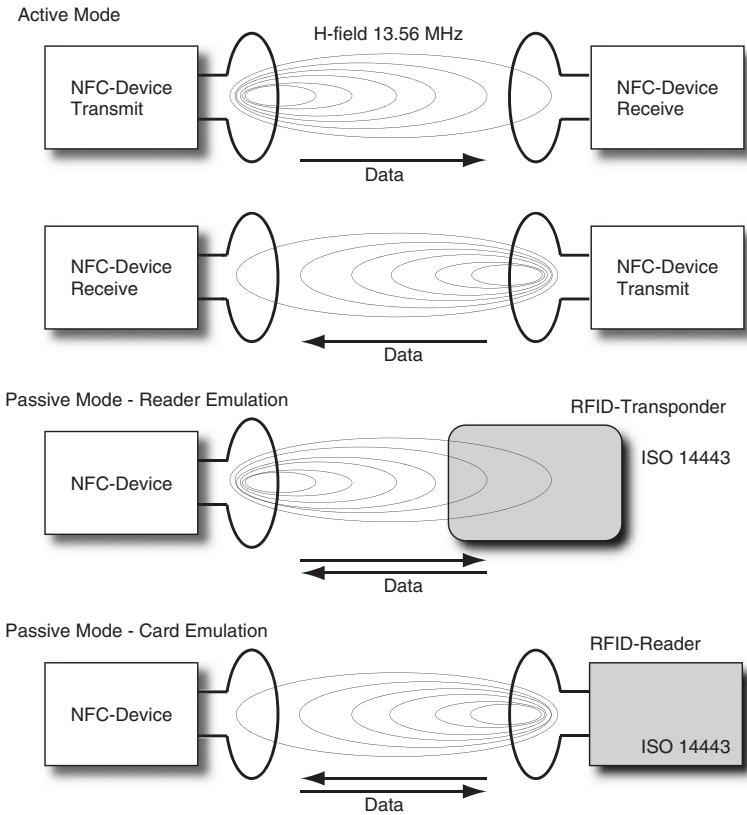 Active Mode
H-field 13.56 MHz
NFC-Device
Transmit
NFC-Device
Receive
Data
NFC-Device
Receive
NFC-Device
Transmit
Data
Passive Mode - Reader Emulation
RFID-Transponder
NFC-Device
ISO 14443
Data
Passive Mode - Card Emulation
RFID-Reader
NFC-Device
ISO 14443
Data